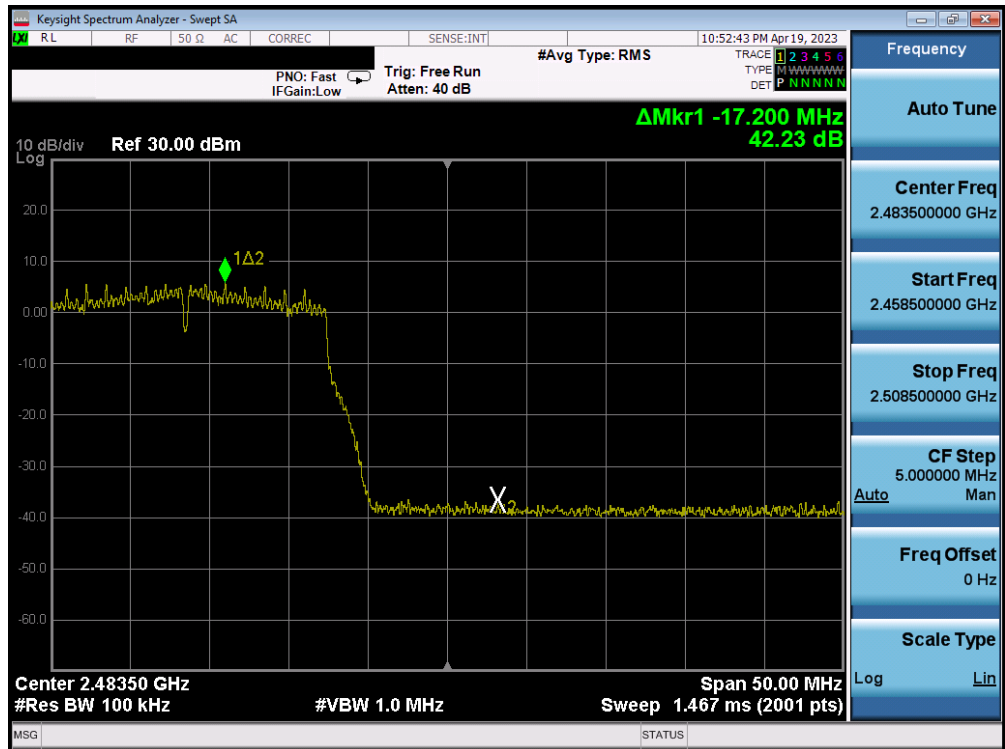 Keysight Spectrum Analyzer - Swept SA
LXI RL RF 50 Ω AC CORREC SENSE:INT 10:52:43 PM Apr 19, 2023
PNO: Fast
IFGain:Low
Trig: Free Run
Atten: 40 dB
#Avg Type: RMS
TRACE 1 2 3 4 5 6
TYPE M WWWWW
DET P N N N N N
ΔMkr1 -17.200 MHz
42.23 dB
10 dB/div Ref 30.00 dBm
Log
20.0
10.0
0.00
-10.0
-20.0
-30.0
-40.0
-50.0
-60.0
1Δ2
X2
Center 2.48350 GHz Span 50.00 MHz
#Res BW 100 kHz #VBW 1.0 MHz Sweep 1.467 ms (2001 pts)
MSG STATUS
Frequency
Auto Tune
Center Freq
2.483500000 GHz
Start Freq
2.458500000 GHz
Stop Freq
2.508500000 GHz
CF Step
5.000000 MHz
Auto Man
Freq Offset
0 Hz
Scale Type
Log Lin